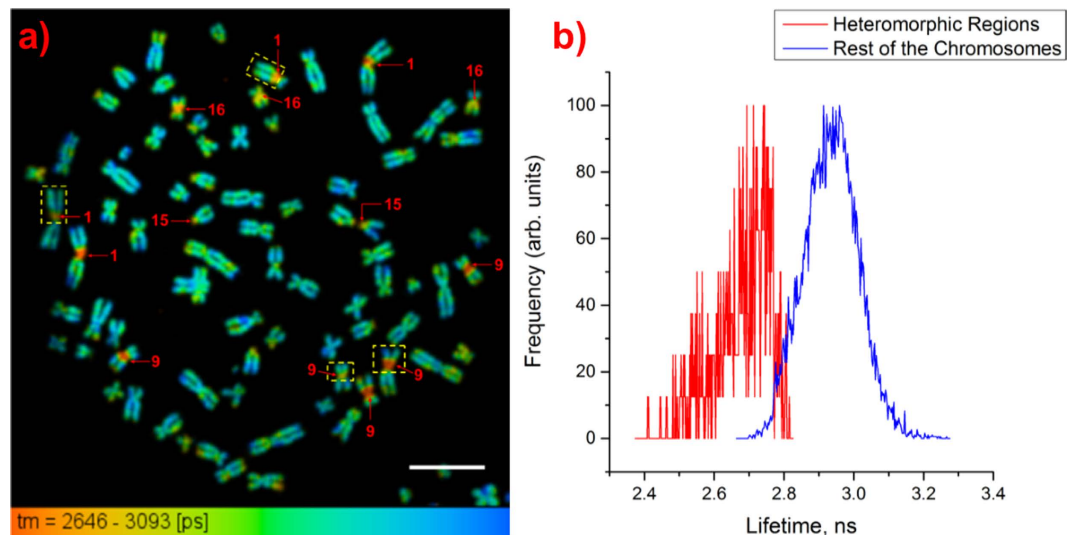 a)
1
1
16
16
16
1
15
15
1
9
9
9
9
9
tm = 2646 - 3093 [ps]
b)
Heteromorphic Regions
Rest of the Chromosomes
100
80
60
40
20
0
Frequency (arb. units)
2.4 2.6 2.8 3.0 3.2 3.4
Lifetime, ns